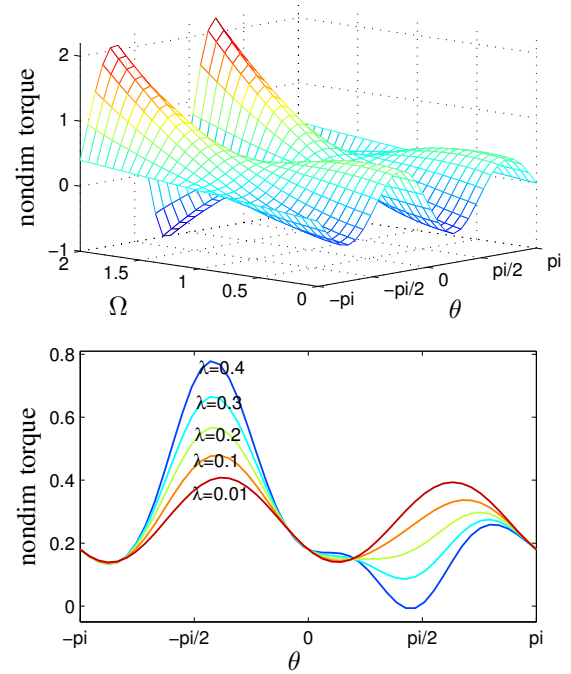 2
1
0
−1
nondim torque
2
1.5
1
0.5
0
Ω
−pi
−pi/2
0
pi/2
pi
θ
0.8
0.6
0.4
0.2
0
nondim torque
λ=0.4
λ=0.3
λ=0.2
λ=0.1
λ=0.01
−pi
−pi/2
0
pi/2
pi
θ